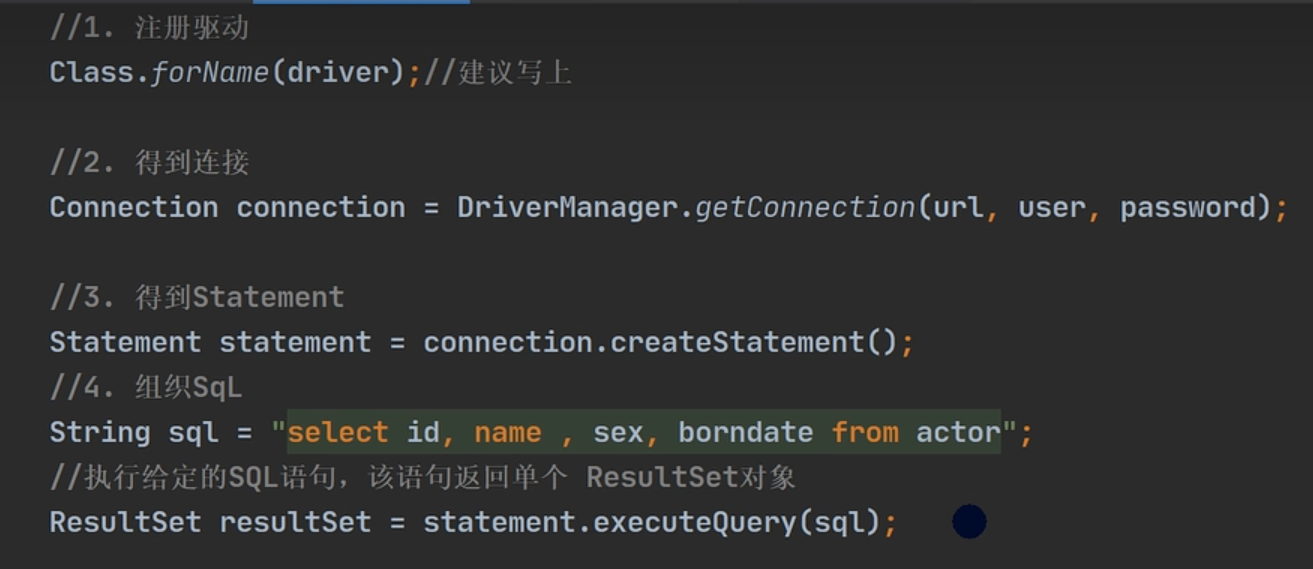 //1. 注册驱动
Class.forName(driver);//建议写上
//2. 得到连接
Connection connection = DriverManager.getConnection(url, user, password);
//3. 得到Statement
Statement statement = connection.createStatement();
//4. 组织SqL
String sql = "select id, name , sex, borndate from actor";
//执行给定的SQL语句，该语句返回单个 ResultSet对象
ResultSet resultSet = statement.executeQuery(sql);